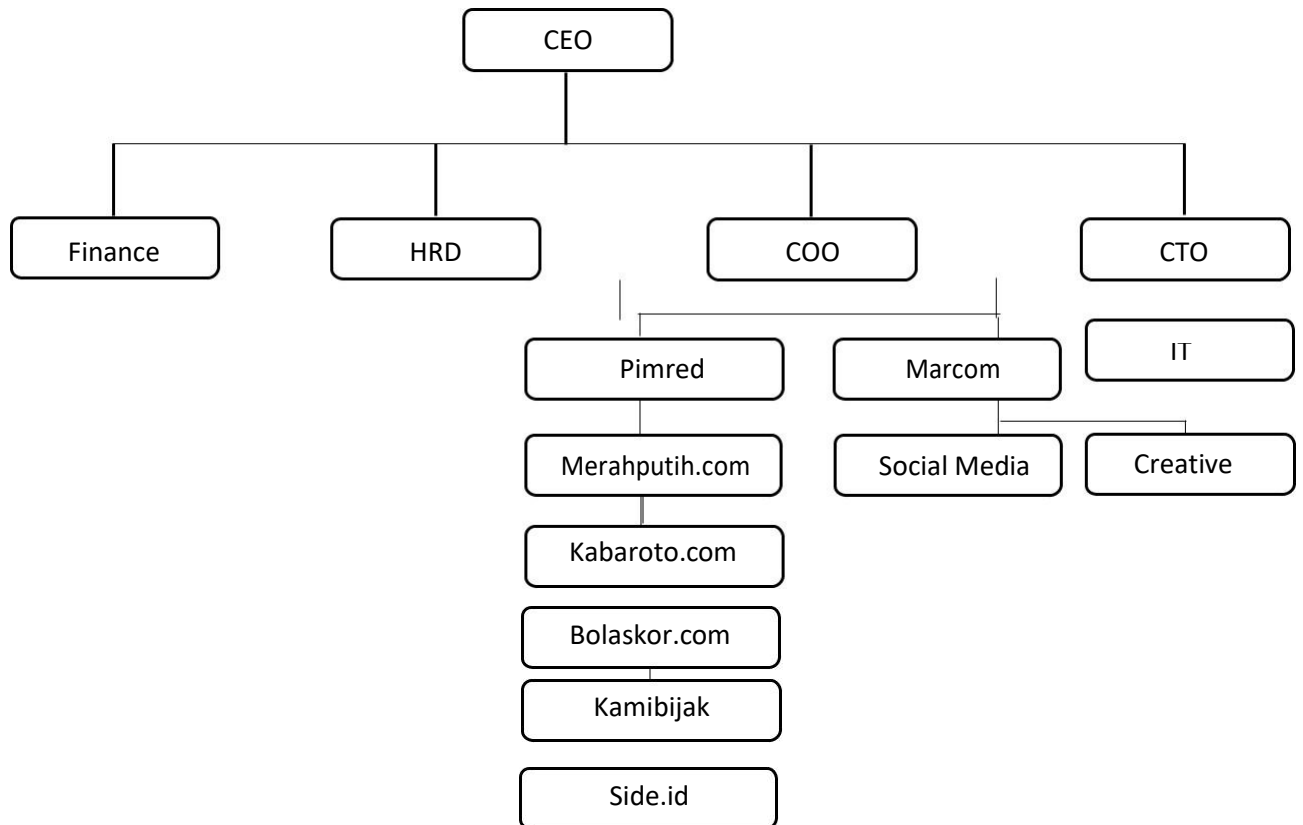 CEO
Finance
HRD
COO
CTO
IT
Pimred
Marcom
Merahputih.com
Social Media
Creative
Kabaroto.com
Bolaskor.com
Kamibijak
Side.id